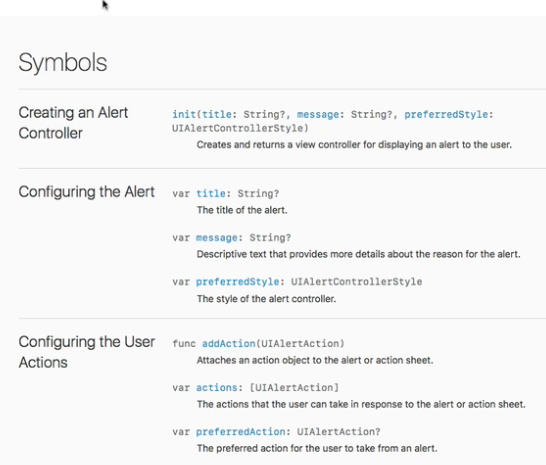 Symbols
Creating an Alert
Controller
init(title: String?, message: String?, preferredStyle:
UIAlertControllerStyle)
Creates and returns a view controller for displaying an alert to the user.
Configuring the Alert
var title: String?
The title of the alert.
var message: String?
Descriptive text that provides more details about the reason for the alert.
var preferredStyle: UIAlertControllerStyle
The style of the alert controller.
Configuring the User
Actions
func addAction(UIAlertAction)
Attaches an action object to the alert or action sheet.
var actions: [UIAlertAction]
The actions that the user can take in response to the alert or action sheet.
var preferredAction: UIAlertAction?
The preferred action for the user to take from an alert.